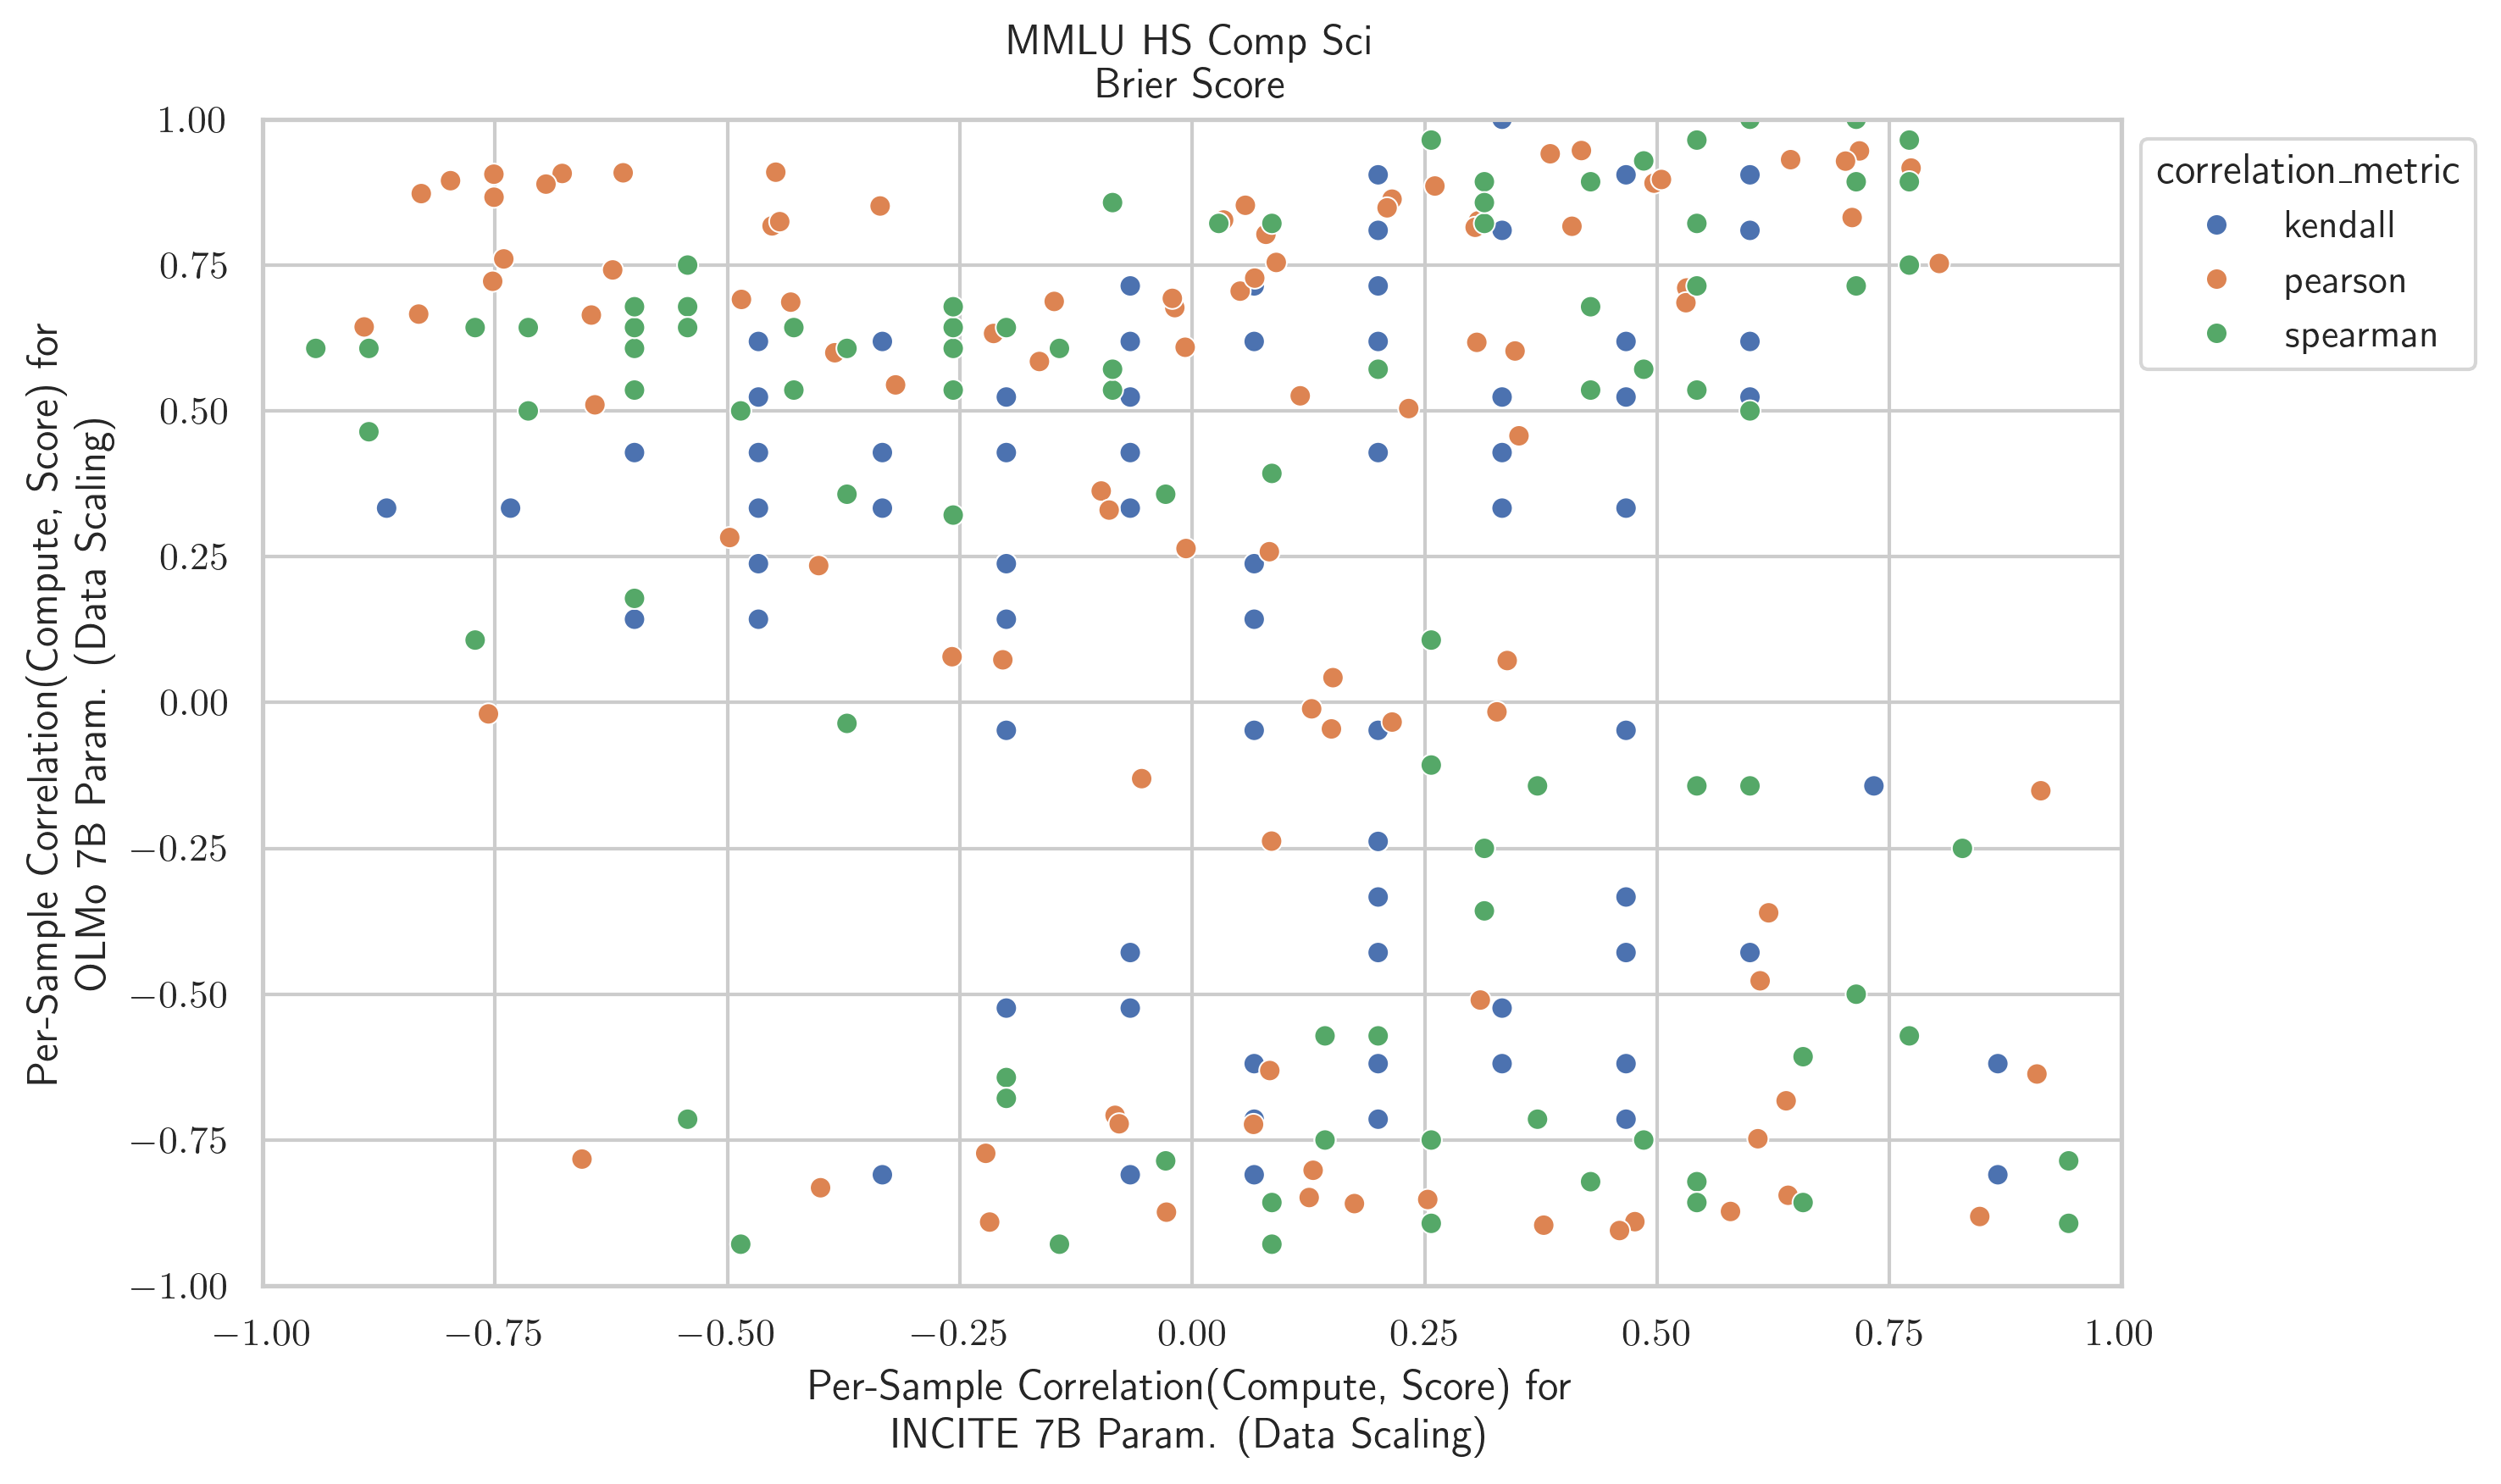 MMLU HS Comp Sci
Brier Score
1.00
0.75
0.50
0.25
0.00
−0.25
−0.50
−0.75
−1.00
Per-Sample Correlation(Compute, Score) for
OLMo 7B Param. (Data Scaling)
correlation_metric
kendall
pearson
spearman
−1.00 −0.75 −0.50 −0.25 0.00 0.25 0.50 0.75 1.00
Per-Sample Correlation(Compute, Score) for
INCITE 7B Param. (Data Scaling)